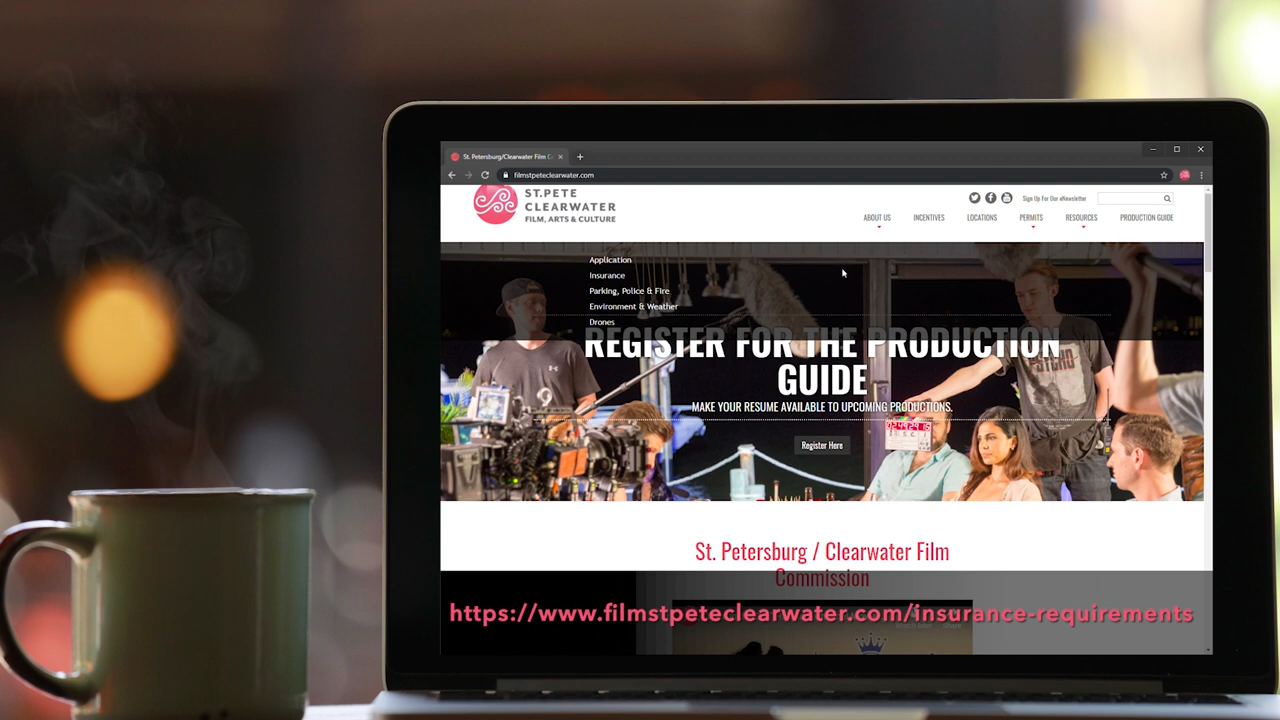 St. Petersburg/Clearwater Film C
filmstpeteclearwater.com
ST.PETE
CLEARWATER
FILM, ARTS & CULTURE
Sign Up For Our eNewsletter
ABOUT US INCENTIVES LOCATIONS PERMITS RESOURCES PRODUCTION GUIDE
Application
Insurance
Parking, Police & Fire
Environment & Weather
Drones
REGISTER FOR THE PRODUCTION
GUIDE
MAKE YOUR RESUME AVAILABLE TO UPCOMING PRODUCTIONS.
Register Here
St. Petersburg / Clearwater Film
Commission
https://www.filmstpeteclearwater.com/insurance-requirements